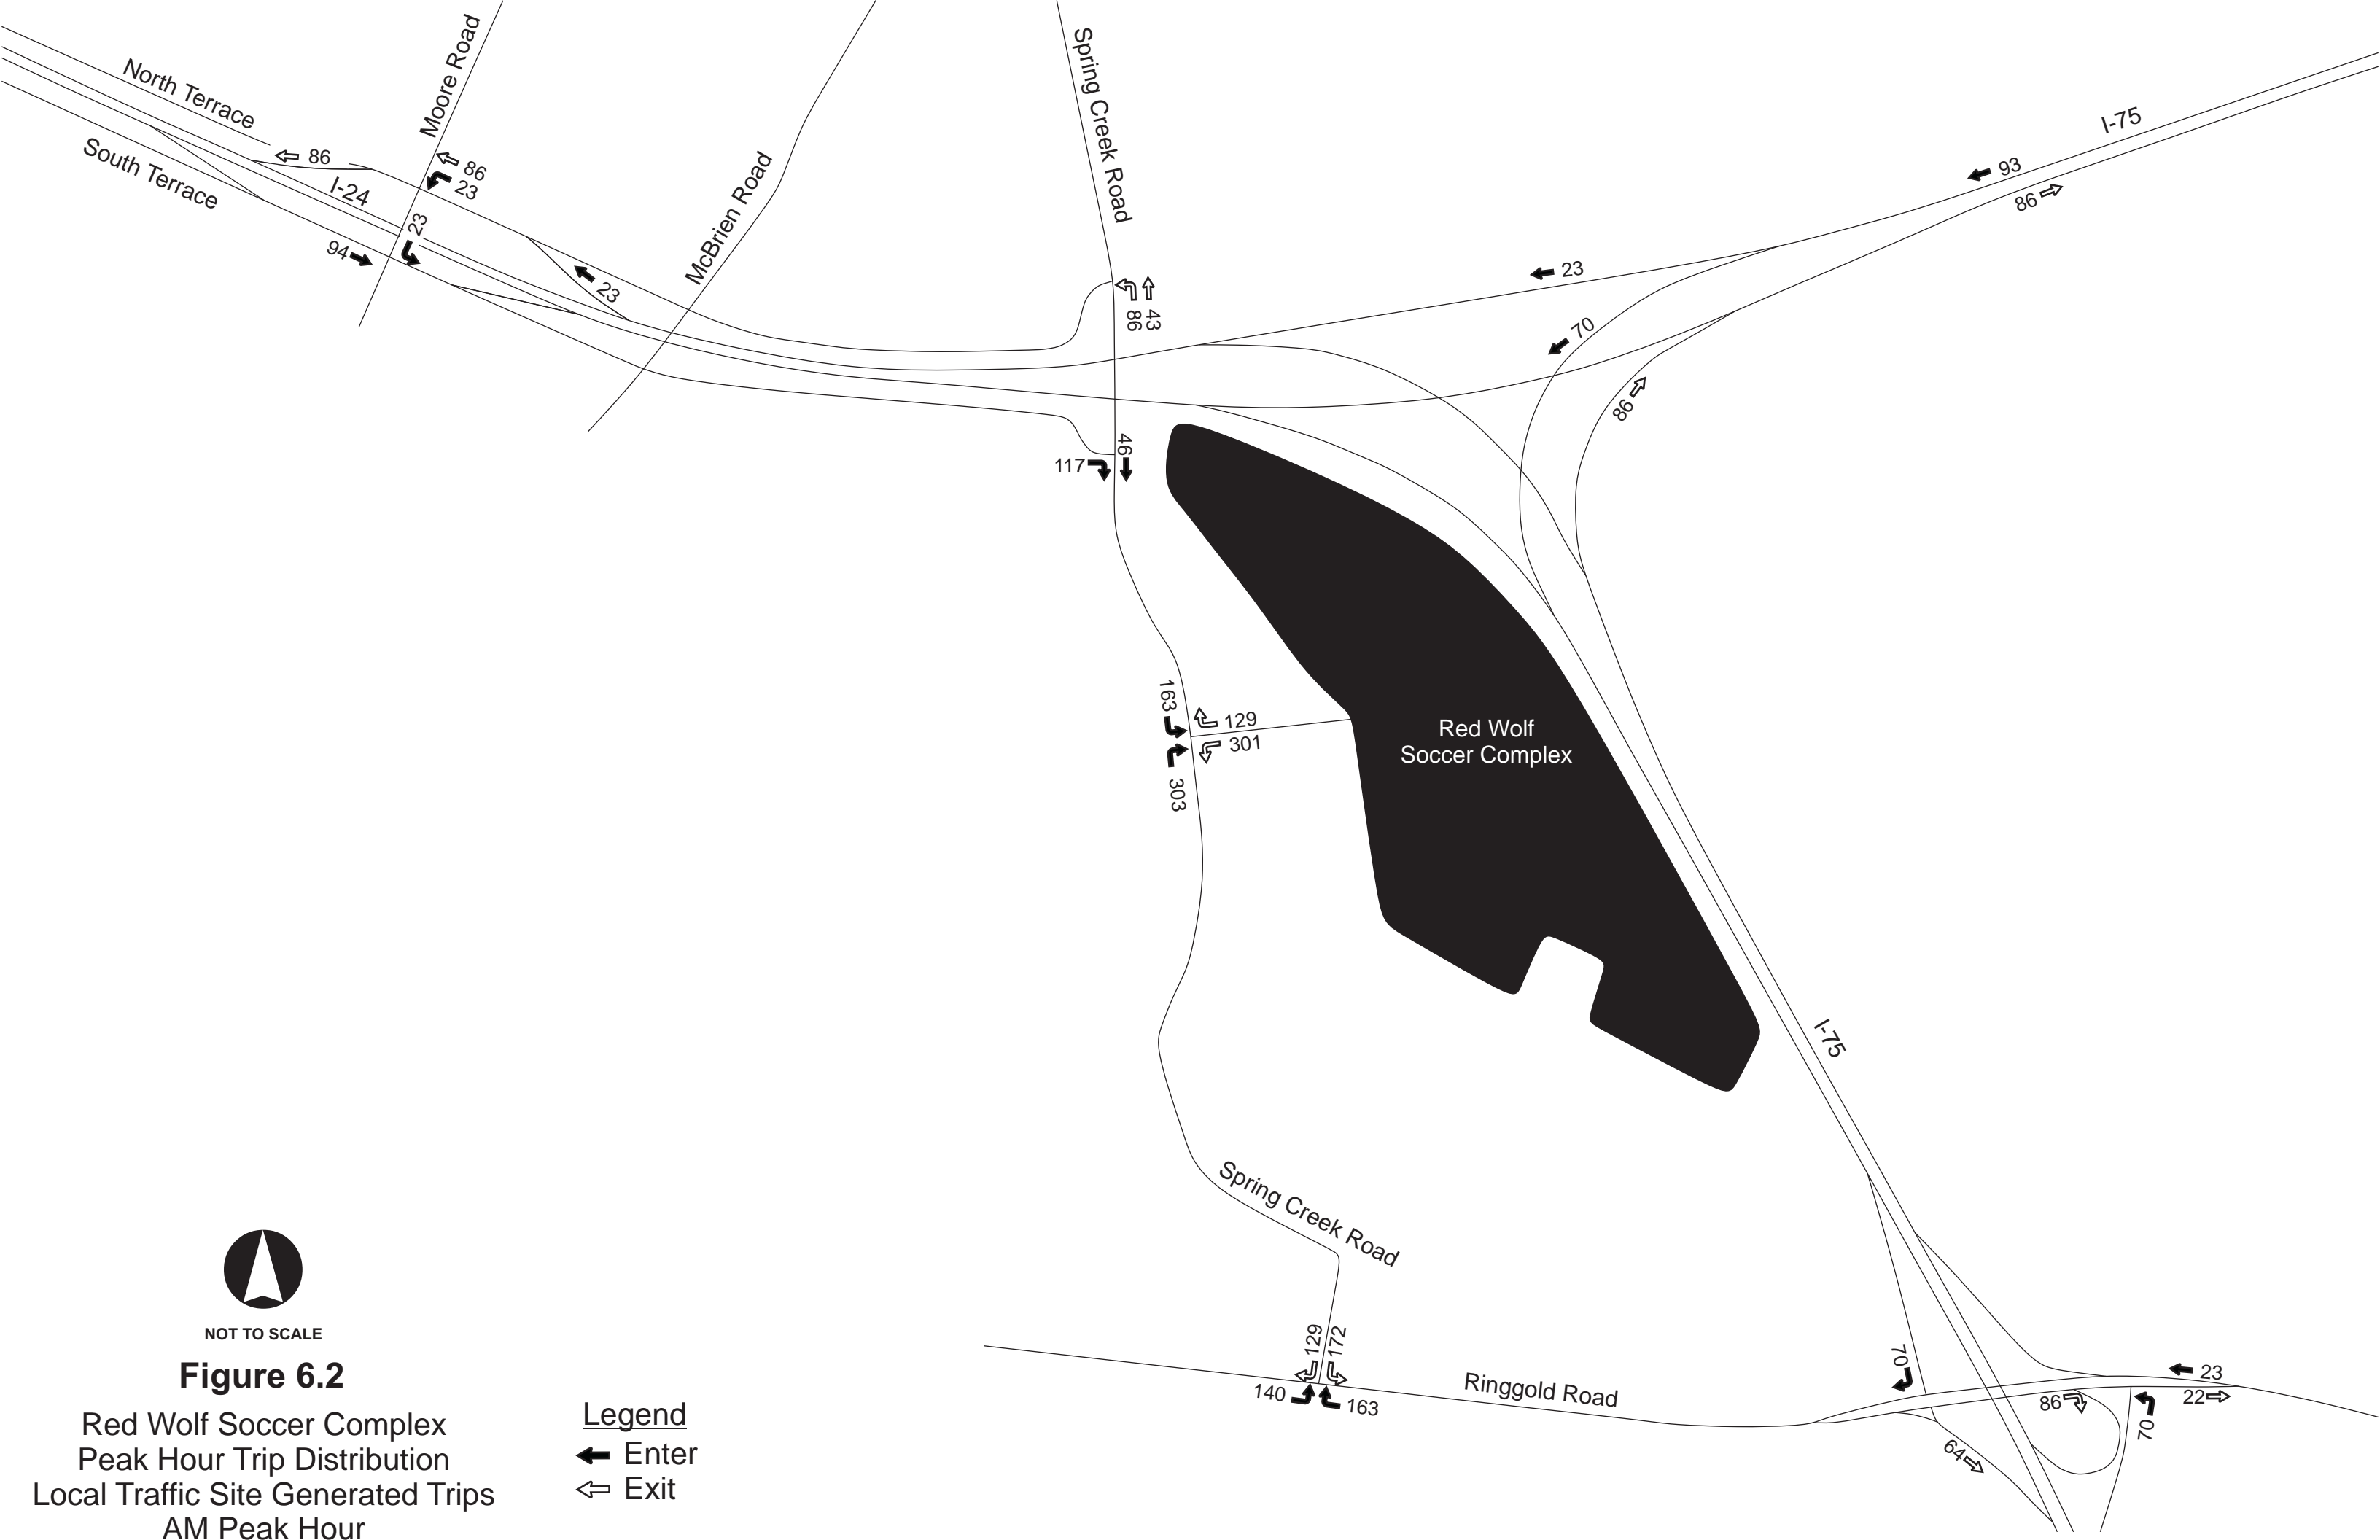 North Terrace
South Terrace
Moore Road
I-24
McBrien Road
Spring Creek Road
I-75
86
86
23
23
94
23
86
43
46
117
93
86
23
70
86
163
129
301
303
Red Wolf
Soccer Complex
I-75
Spring Creek Road
129
172
140
163
Ringgold Road
70
23
22
86
70
64
NOT TO SCALE
Figure 6.2
Red Wolf Soccer Complex
Peak Hour Trip Distribution
Local Traffic Site Generated Trips
AM Peak Hour
Legend
Enter
Exit